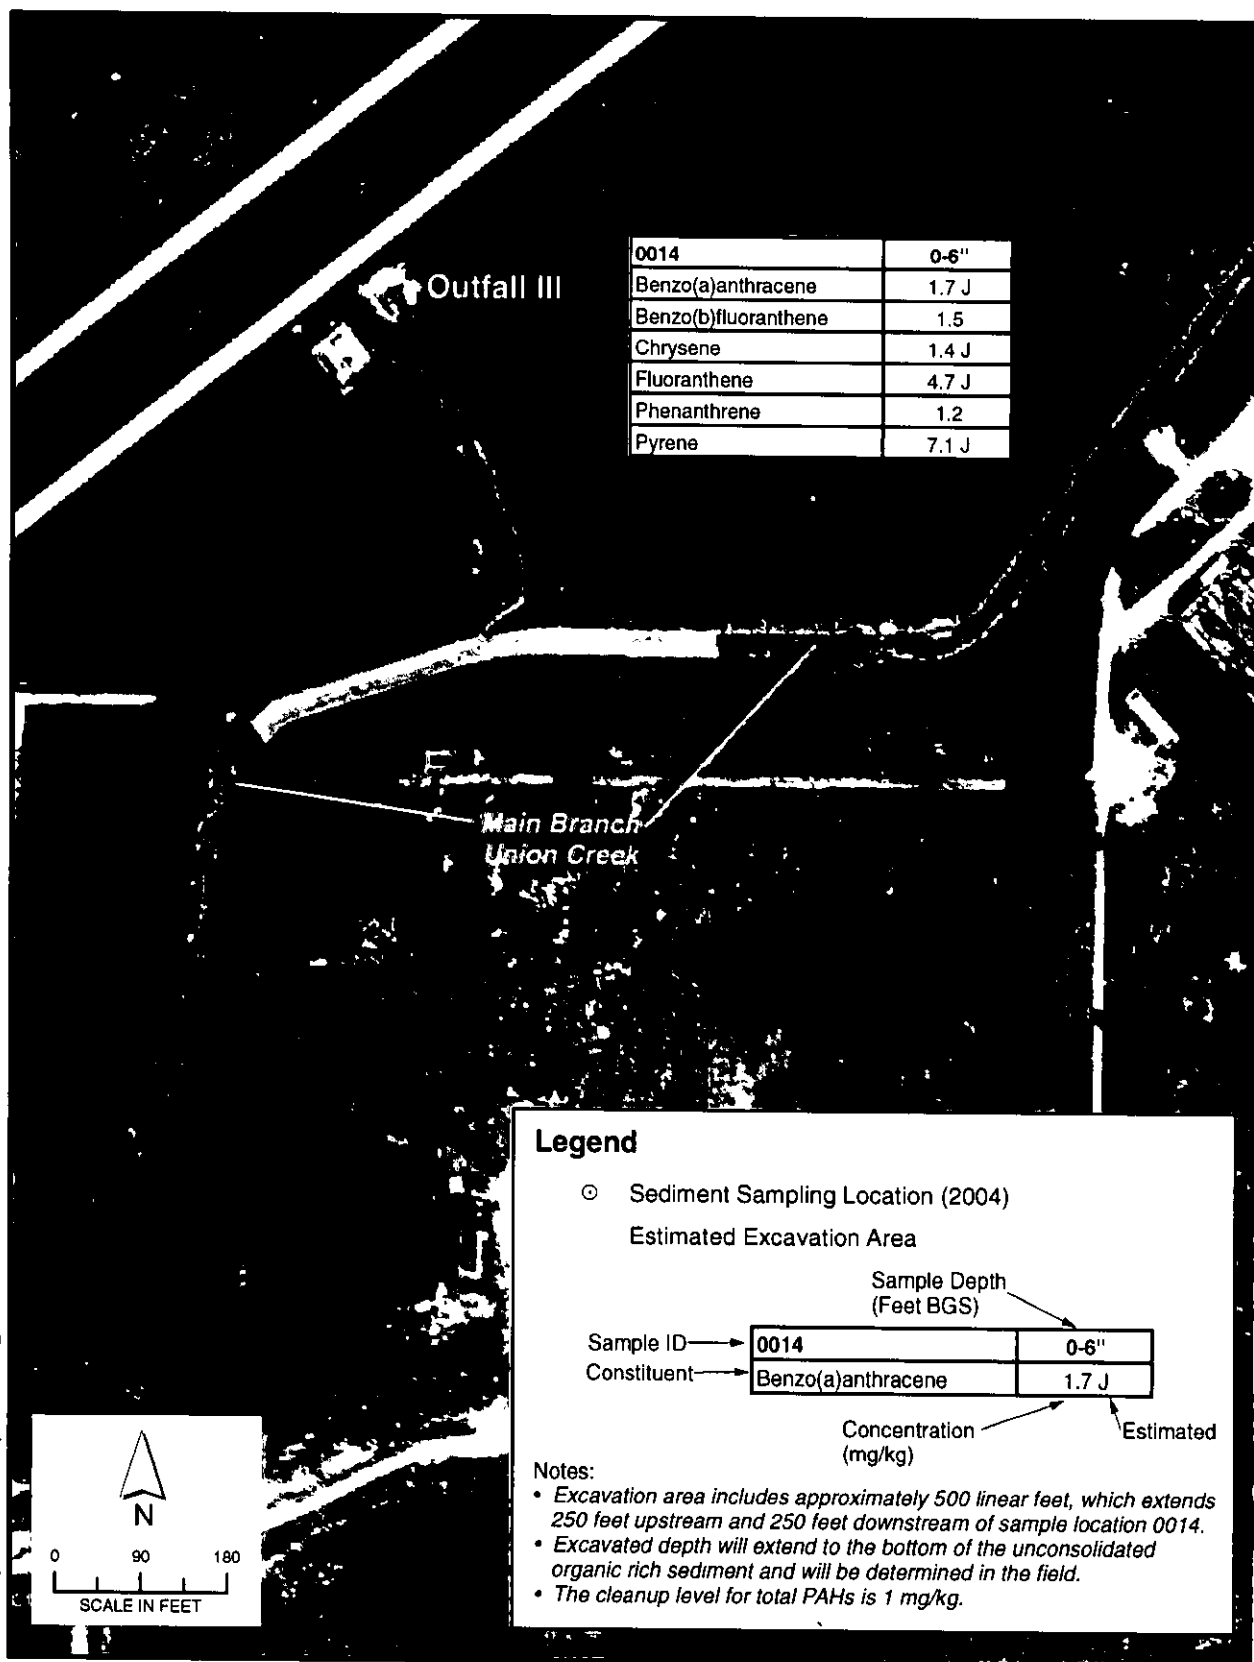 0014 0-6"
Benzo(a)anthracene 1.7 J
Benzo(b)fluoranthene 1.5
Chrysene 1.4 J
Fluoranthene 4.7 J
Phenanthrene 1.2
Pyrene 7.1 J
Outfall III
Main Branch
Union Creek
Legend
⊙ Sediment Sampling Location (2004)
Estimated Excavation Area
Sample Depth
(Feet BGS)
Sample ID 0014 0-6"
Constituent Benzo(a)anthracene 1.7 J
Concentration
(mg/kg)
Estimated
Notes:
• Excavation area includes approximately 500 linear feet, which extends
250 feet upstream and 250 feet downstream of sample location 0014.
• Excavated depth will extend to the bottom of the unconsolidated
organic rich sediment and will be determined in the field.
• The cleanup level for total PAHs is 1 mg/kg.
N
0 90 180
SCALE IN FEET